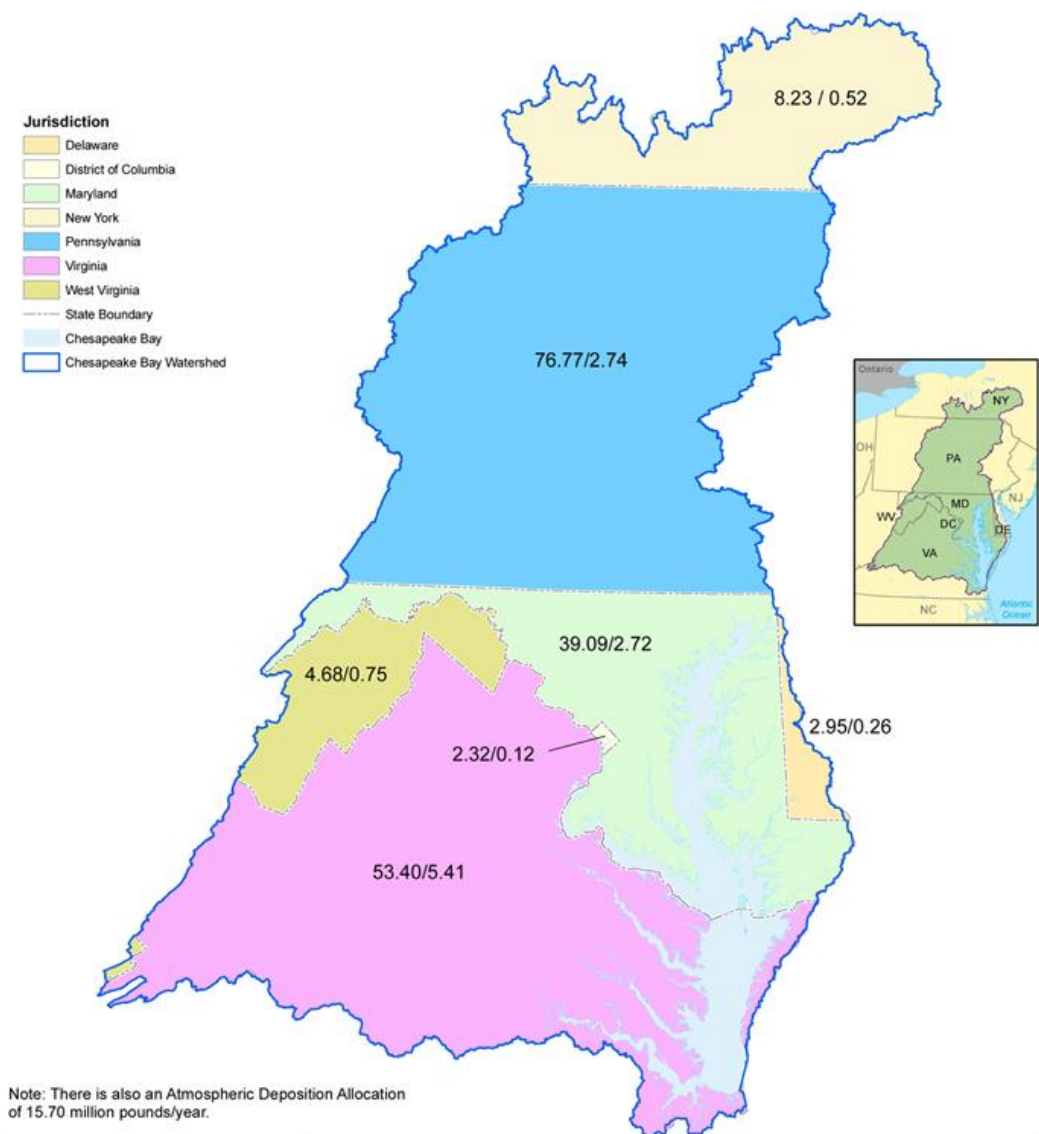 8.23 / 0.52
Jurisdiction
Delaware
District of Columbia
Maryland
New York
Pennsylvania
Virginia
West Virginia
State Boundary
Chesapeake Bay
Chesapeake Bay Watershed
76.77/2.74
Ontario
NY
OH
PA
NJ
MD
WV
DC
DE
VA
NC
Atlantic
Ocean
39.09/2.72
4.68/0.75
2.95/0.26
2.32/0.12
53.40/5.41
Note: There is also an Atmospheric Deposition Allocation
of 15.70 million pounds/year.